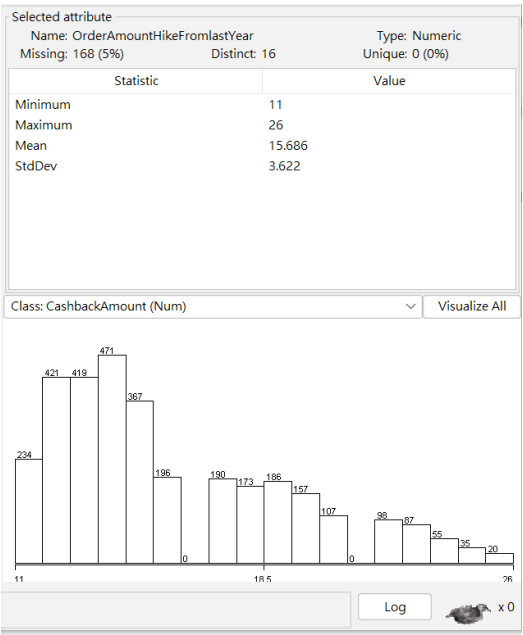 Selected attribute
Name: OrderAmountHikeFromlastYear Type: Numeric
Missing: 168 (5%) Distinct: 16 Unique: 0 (0%)
Statistic Value
Minimum 11
Maximum 26
Mean 15.686
StdDev 3.622
Class: CashbackAmount (Num) Visualize All
234 421 419 471 367 196 0 190 173 186 157 107 0 98 87 55 35 20
11 18.5 26
Log x 0